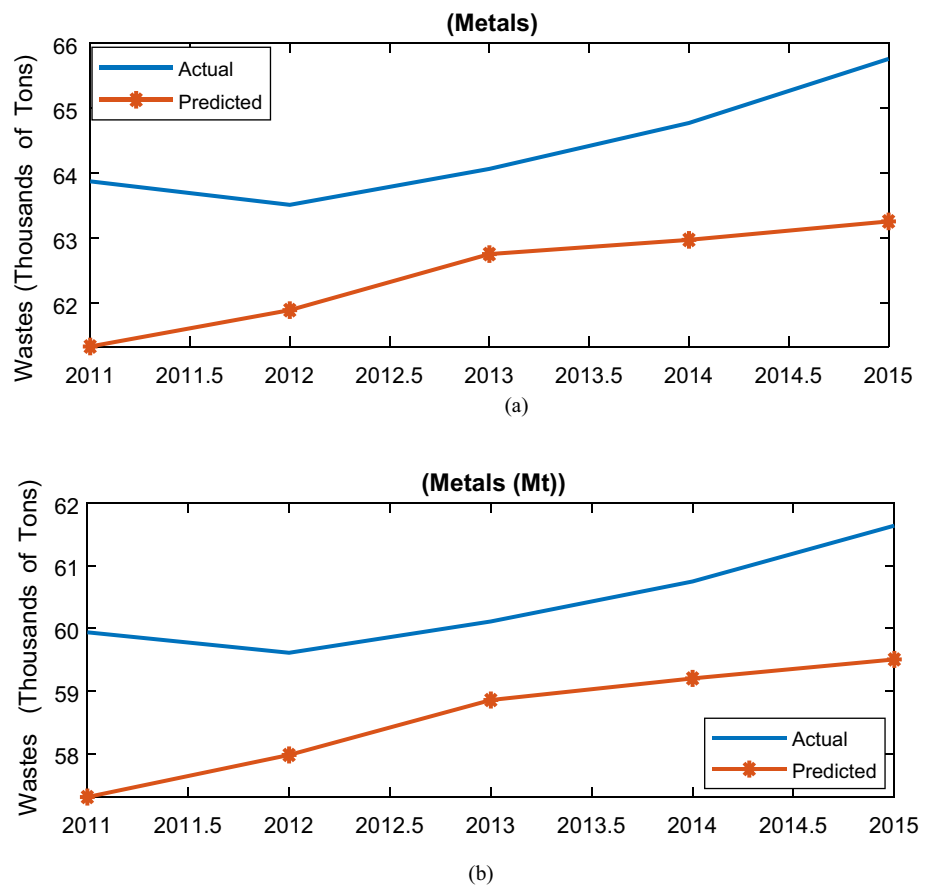 (Metals)
Wastes (Thousands of Tons)
66
65
64
63
62
Actual
Predicted
2011 2011.5 2012 2012.5 2013 2013.5 2014 2014.5 2015
(a)
(Metals (Mt))
Wastes (Thousands of Tons)
62
61
60
59
58
Actual
Predicted
2011 2011.5 2012 2012.5 2013 2013.5 2014 2014.5 2015
(b)